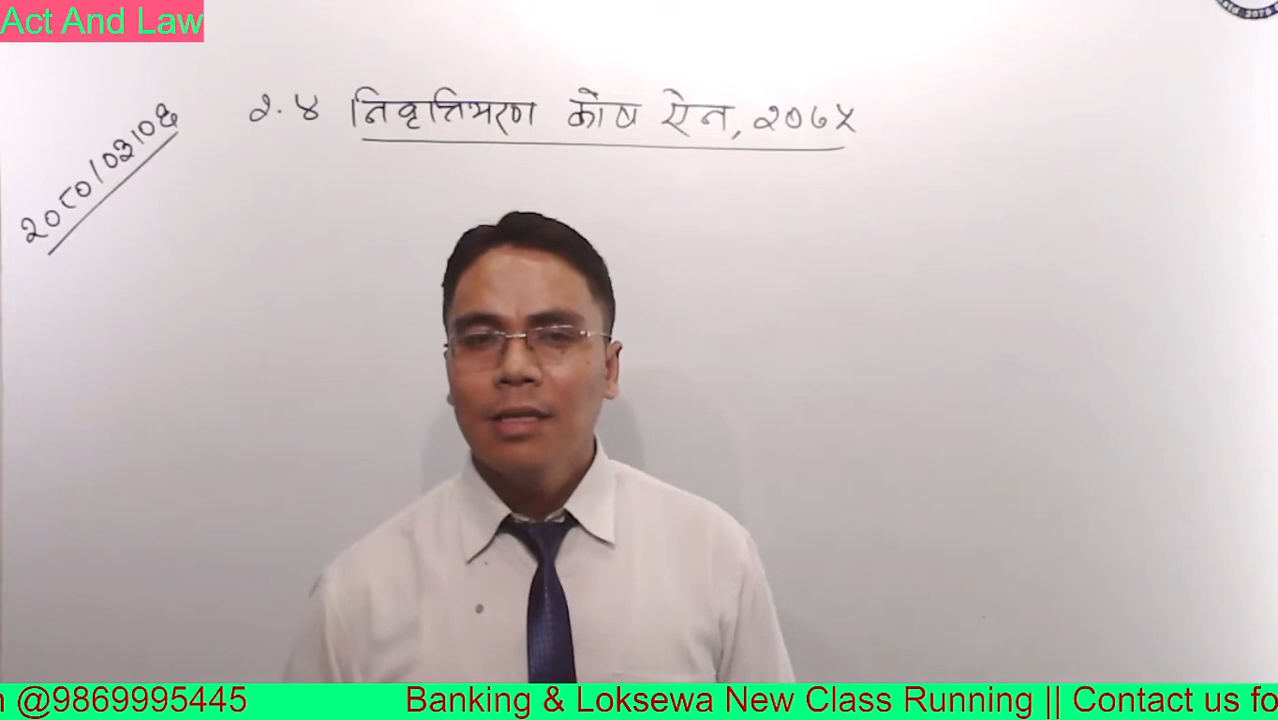 Act And Law
२०८०/०३/०६
२.४ निवृत्तिभरण कोष ऐन, २०७५
@9869995445 Banking & Loksewa New Class Running || Contact us fo